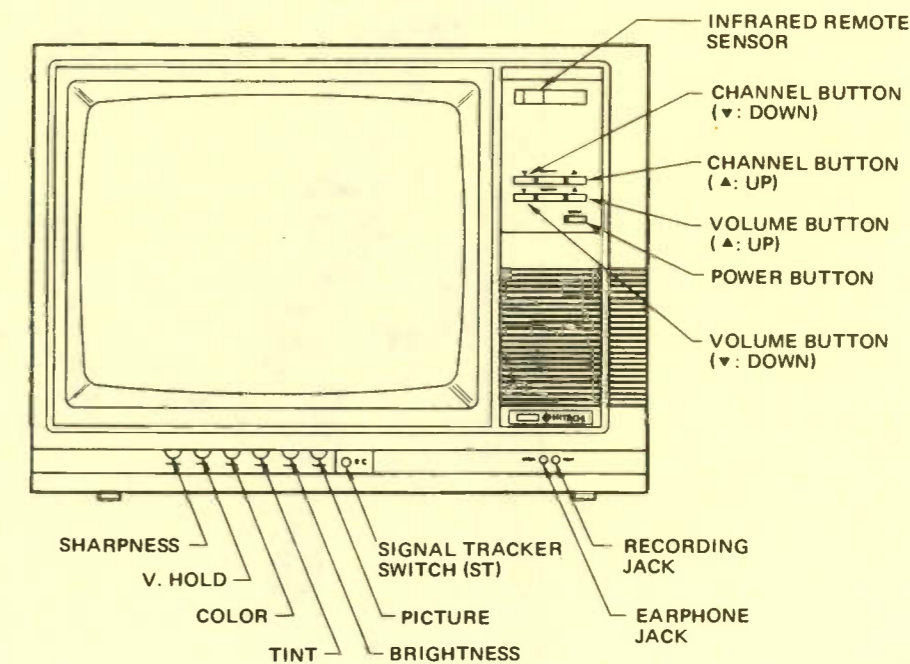 INFRARED REMOTE
SENSOR
CHANNEL BUTTON
(▼: DOWN)
CHANNEL BUTTON
(▲: UP)
VOLUME BUTTON
(▲: UP)
POWER BUTTON
VOLUME BUTTON
(▼: DOWN)
HITACHI
SHARPNESS
V. HOLD
COLOR
TINT
SIGNAL TRACKER
SWITCH (ST)
PICTURE
BRIGHTNESS
RECORDING
JACK
EARPHONE
JACK